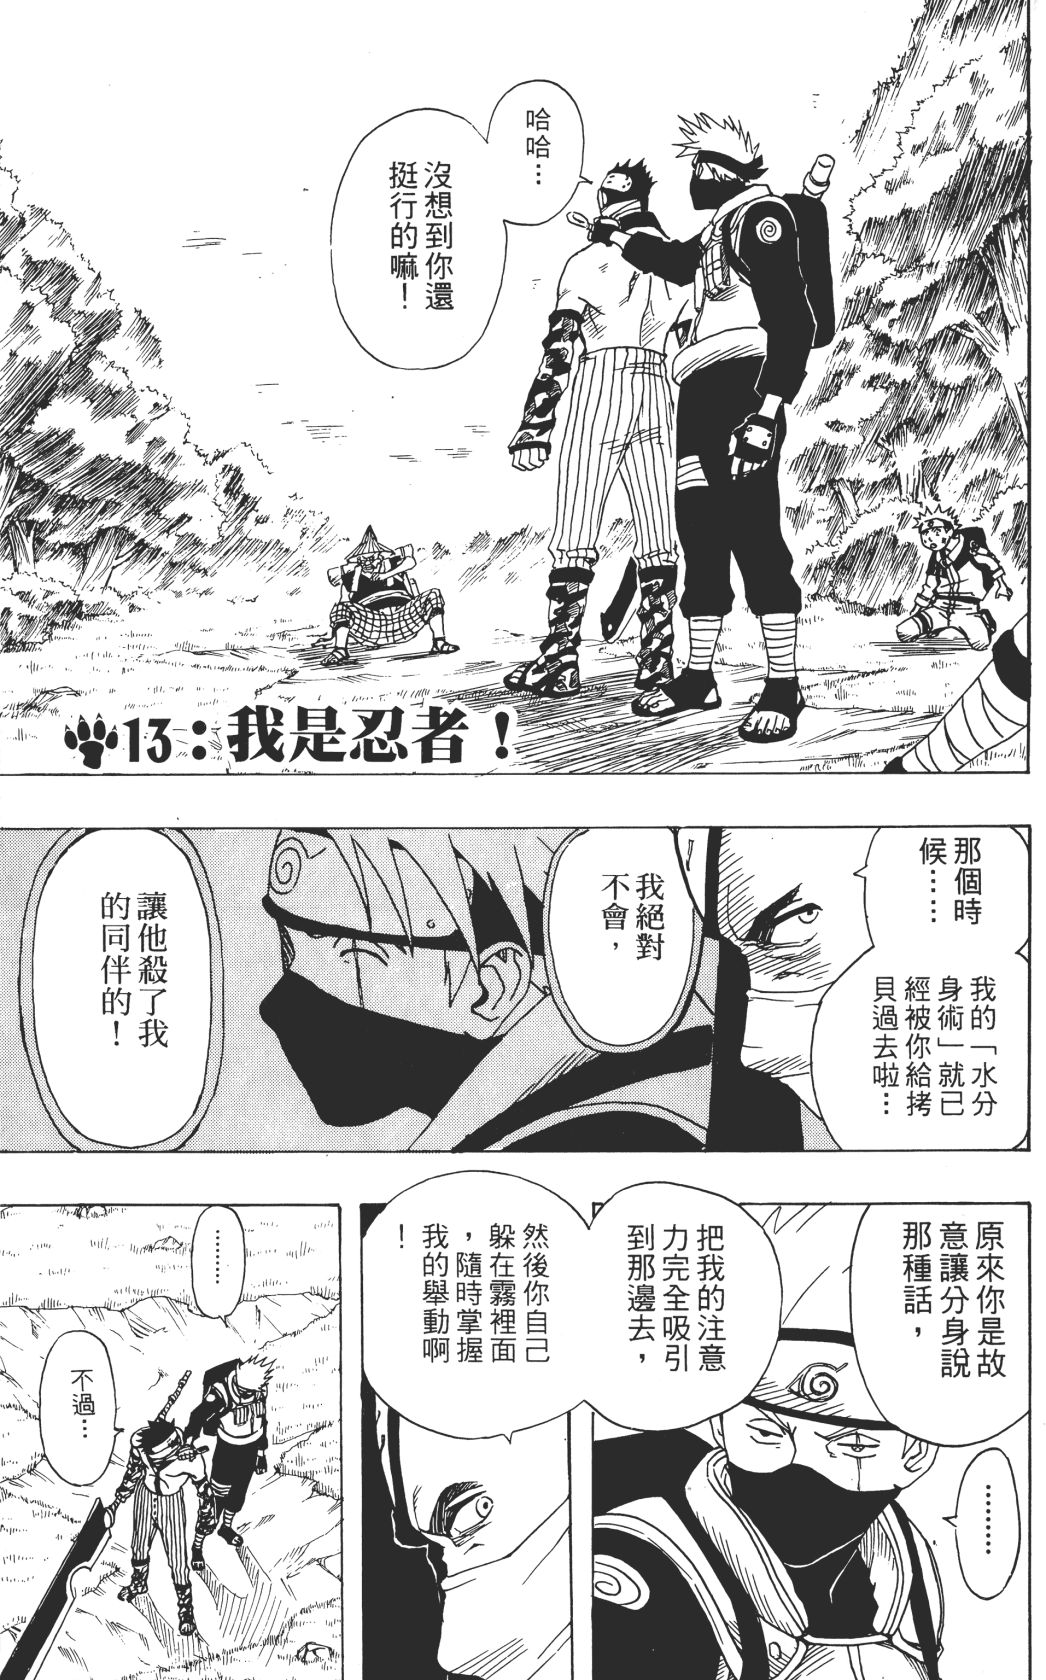 哈
哈…
沒想到你還
挺行的嘛！
13：我是忍者！
那個時
候……
我的「水分
身術」就已
經被你給拷
貝過去啦…
我絕對
不會，
讓他殺了我
的同伴的！
原來你是故
意讓分身說
那種話，
………
把我的注意
力完全吸引
到那邊去，
然後你自己
躲在霧裡面
，隨時掌握
我的舉動啊
！
………
不過…